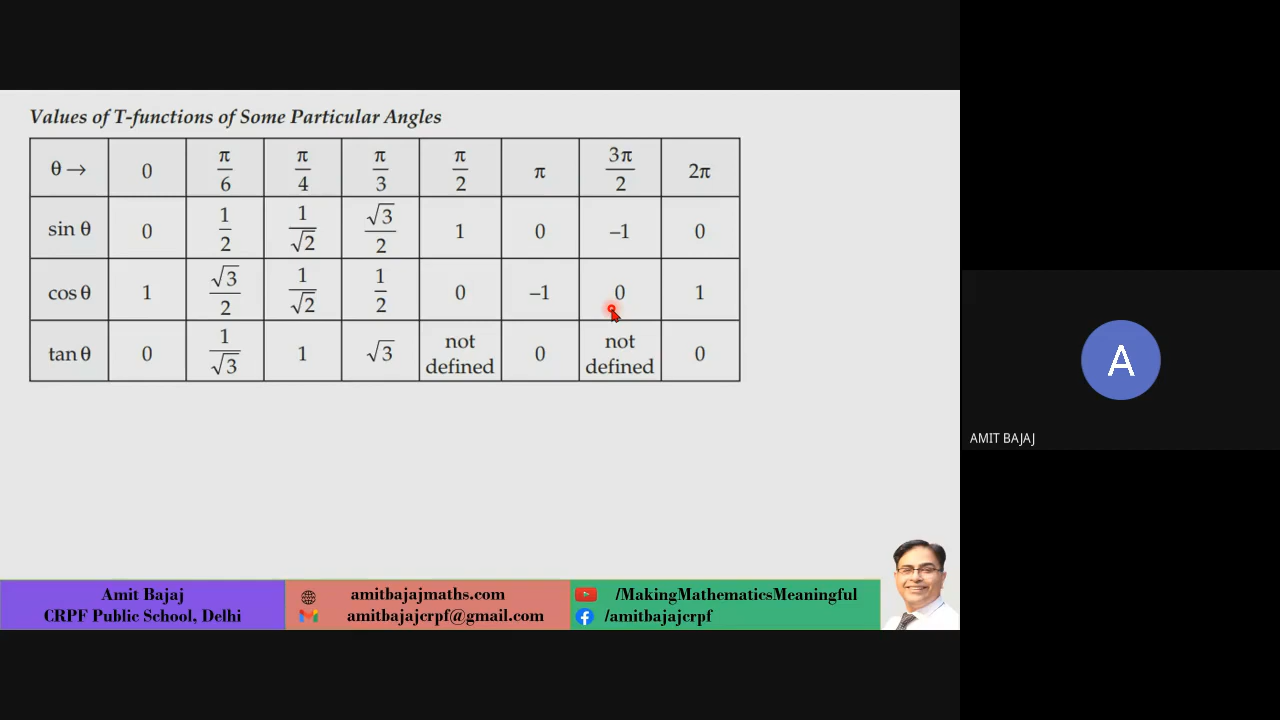 Values of T-functions of Some Particular Angles
θ → 0 π/6 π/4 π/3 π/2 π 3π/2 2π
sin θ 0 1/2 1/√2 √3/2 1 0 –1 0
cos θ 1 √3/2 1/√2 1/2 0 –1 0 1
tan θ 0 1/√3 1 √3 not defined 0 not defined 0
A
AMIT BAJAJ
Amit Bajaj
CRPF Public School, Delhi
amitbajajmaths.com
amitbajajcrpf@gmail.com
/MakingMathematicsMeaningful
/amitbajajcrpf